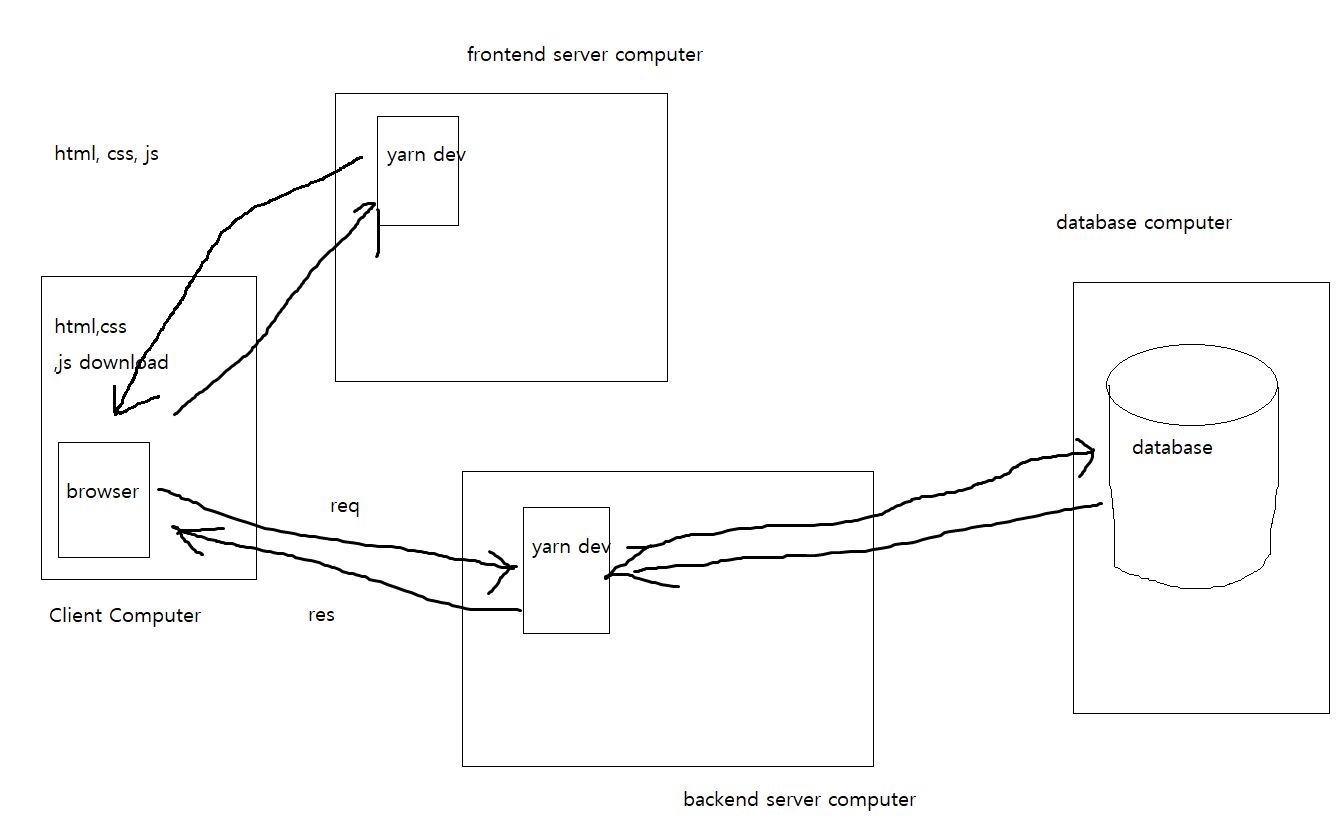 frontend server computer
html, css, js
yarn dev
database computer
html,css
,js download
database
browser
req
yarn dev
Client Computer
res
backend server computer